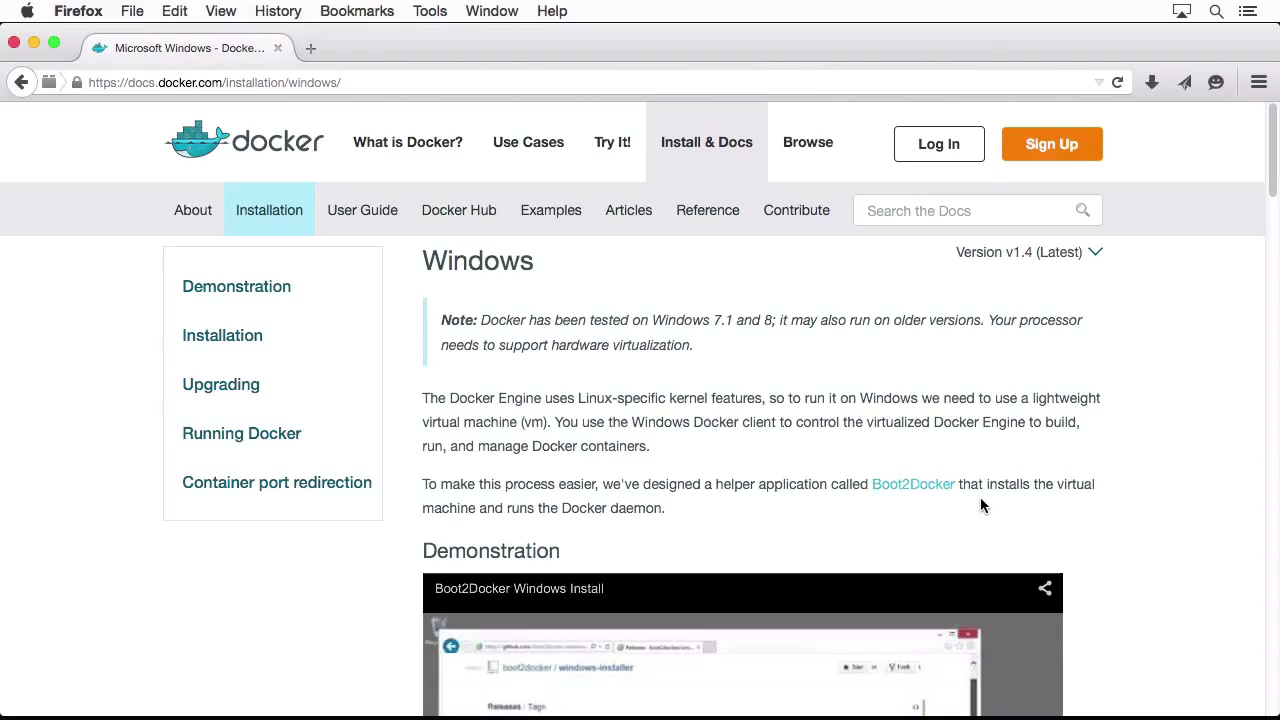 Firefox File Edit View History Bookmarks Tools Window Help
Microsoft Windows - Docke...
https://docs.docker.com/installation/windows/
docker What is Docker? Use Cases Try It! Install & Docs Browse Log In Sign Up
About Installation User Guide Docker Hub Examples Articles Reference Contribute Search the Docs
Demonstration
Installation
Upgrading
Running Docker
Container port redirection
Windows
Version v1.4 (Latest)
Note: Docker has been tested on Windows 7.1 and 8; it may also run on older versions. Your processor
needs to support hardware virtualization.
The Docker Engine uses Linux-specific kernel features, so to run it on Windows we need to use a lightweight
virtual machine (vm). You use the Windows Docker client to control the virtualized Docker Engine to build,
run, and manage Docker containers.
To make this process easier, we've designed a helper application called Boot2Docker that installs the virtual
machine and runs the Docker daemon.
Demonstration
Boot2Docker Windows Install
boot2docker / windows-installer
Star Fork
Releases Tags